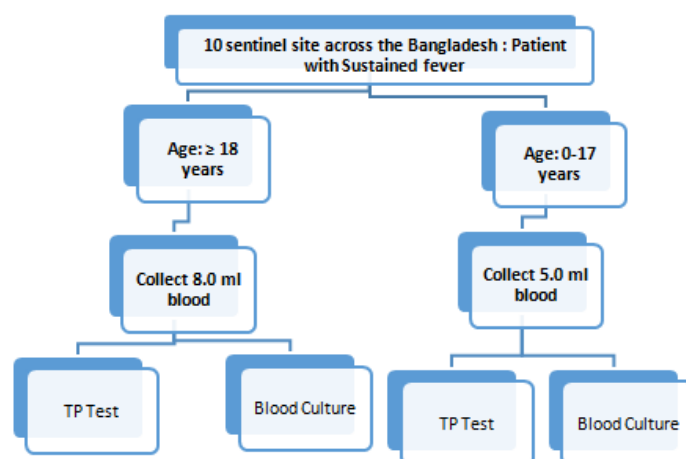 10 sentinel site across the Bangladesh : Patient
with Sustained fever
Age: ≥ 18
years
Age: 0-17
years
Collect 8.0 ml
blood
Collect 5.0 ml
blood
TP Test
Blood Culture
TP Test
Blood Culture